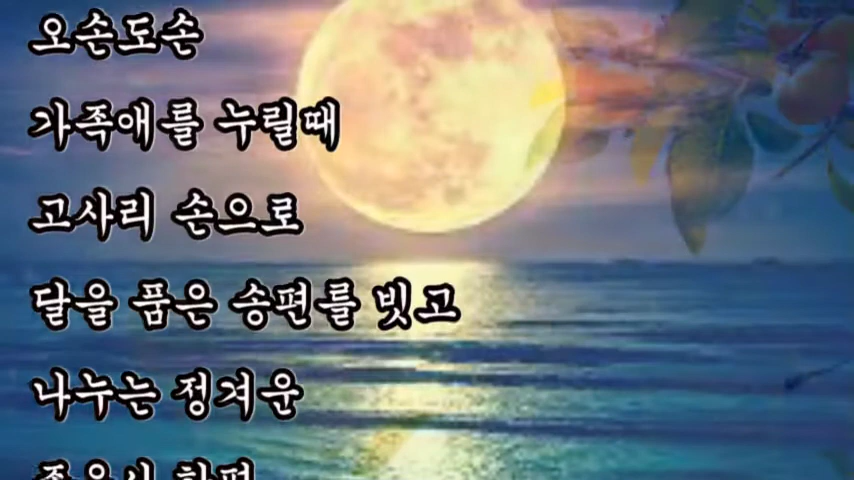 오손도손
가족애를 누릴때
고사리 손으로
달을 품은 송편를 빗고
나누는 정겨운